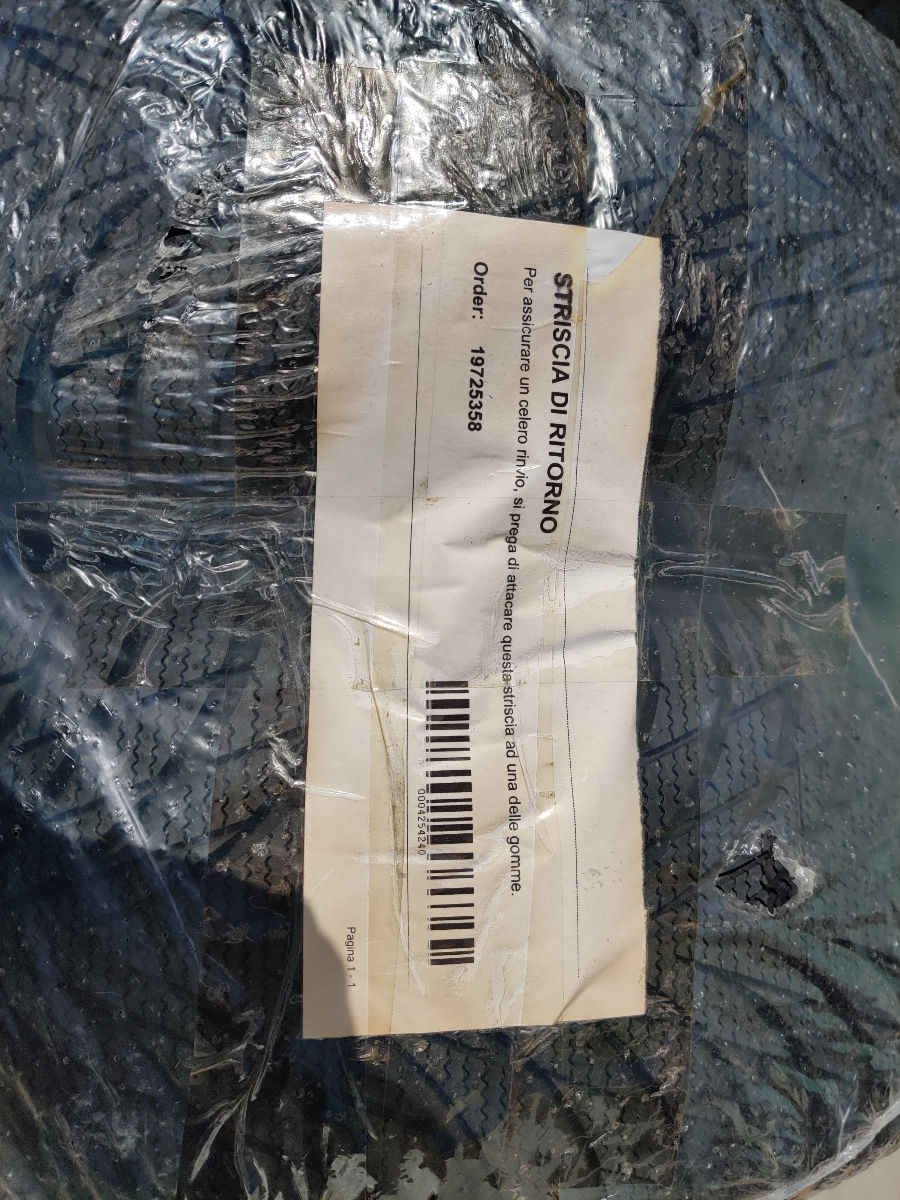 STRISCIA DI RITORNO
Per assicurare un celero rinvio, si prega di attacare questa striscia ad una delle gomme.
Order: 19725358
0004254240
Pagina 1 - 1